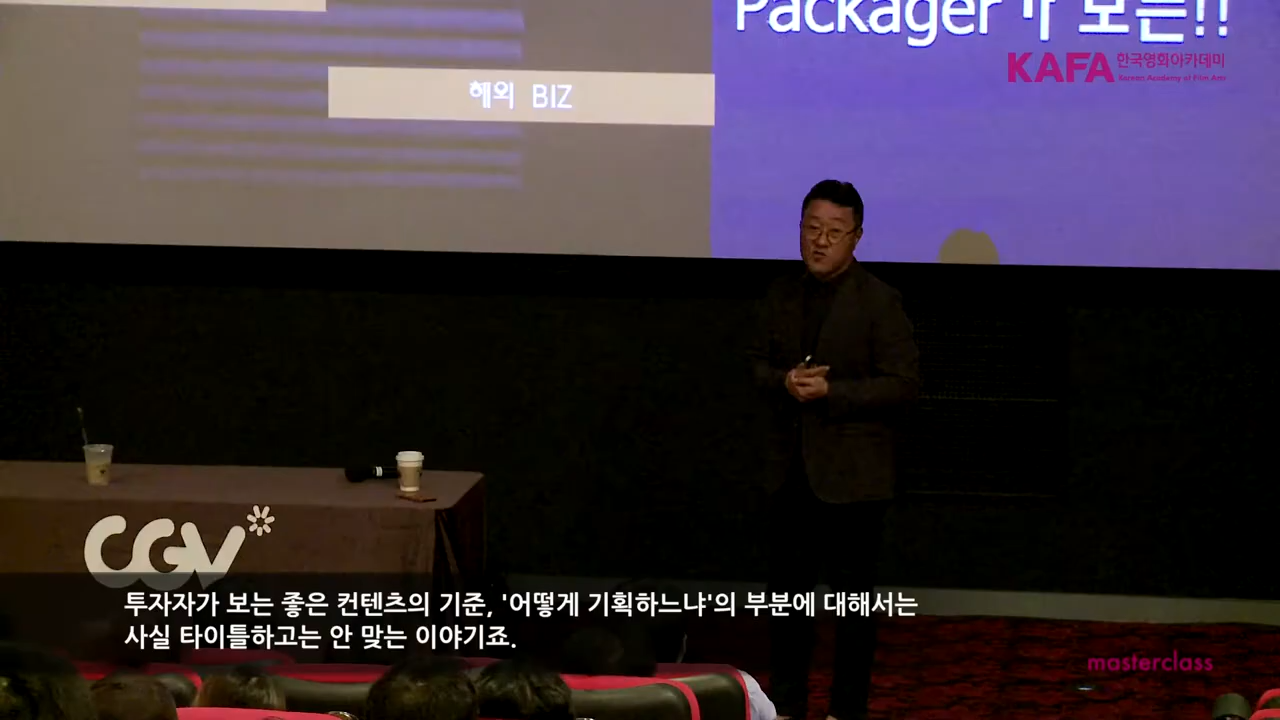 Packager가 보는!!
KAFA 한국영화아카데미
Korean Academy of Film Arts
해외 BIZ
CGV
투자자가 보는 좋은 컨텐츠의 기준, '어떻게 기획하느냐'의 부분에 대해서는
사실 타이틀하고는 안 맞는 이야기죠.
masterclass